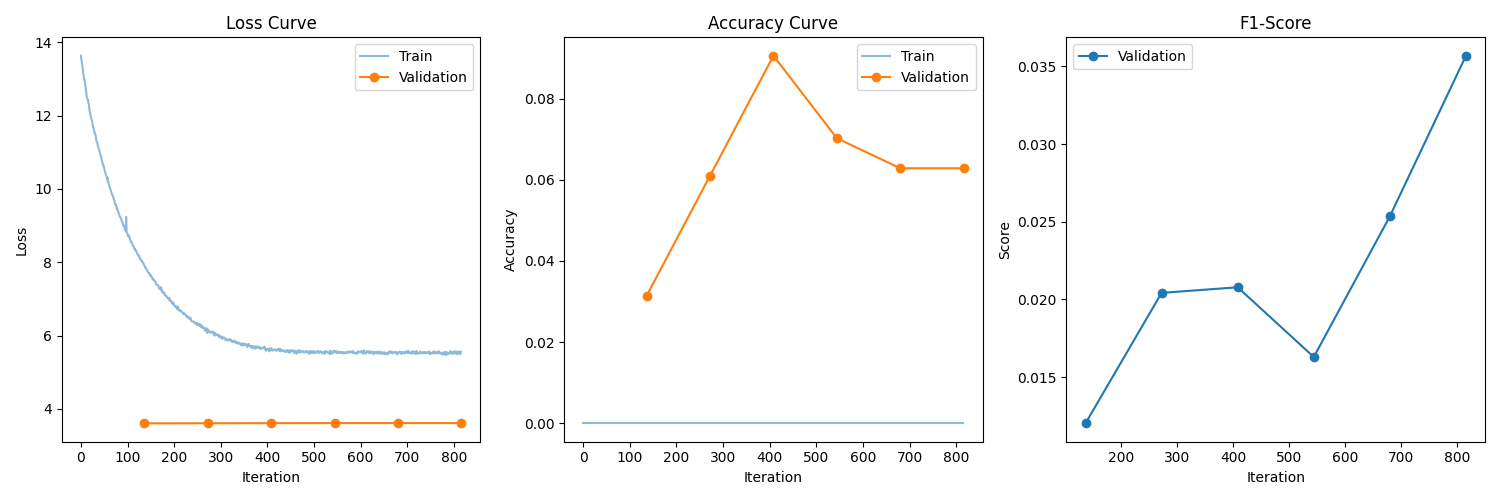 Loss Curve
14
12
10
8
6
4
Loss
0 100 200 300 400 500 600 700 800
Iteration
Train
Validation
Accuracy Curve
0.08
0.06
0.04
0.02
0.00
Accuracy
0 100 200 300 400 500 600 700 800
Iteration
Train
Validation
F1-Score
0.035
0.030
0.025
0.020
0.015
Score
200 300 400 500 600 700 800
Iteration
Validation